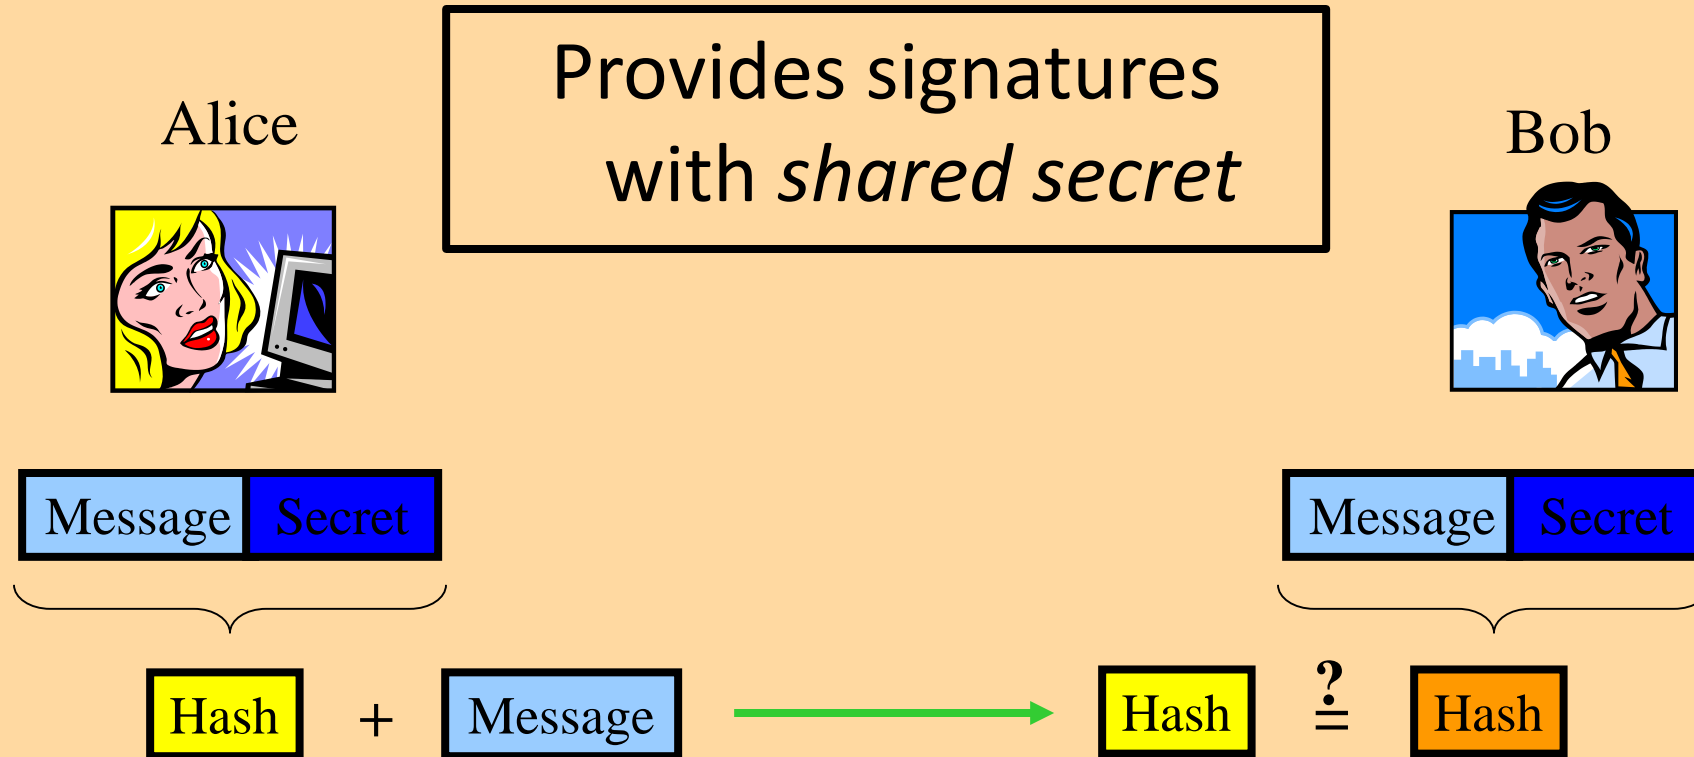 Provides signatures
with shared secret
Alice
Bob
Message Secret
Message Secret
Hash + Message
Hash ?= Hash